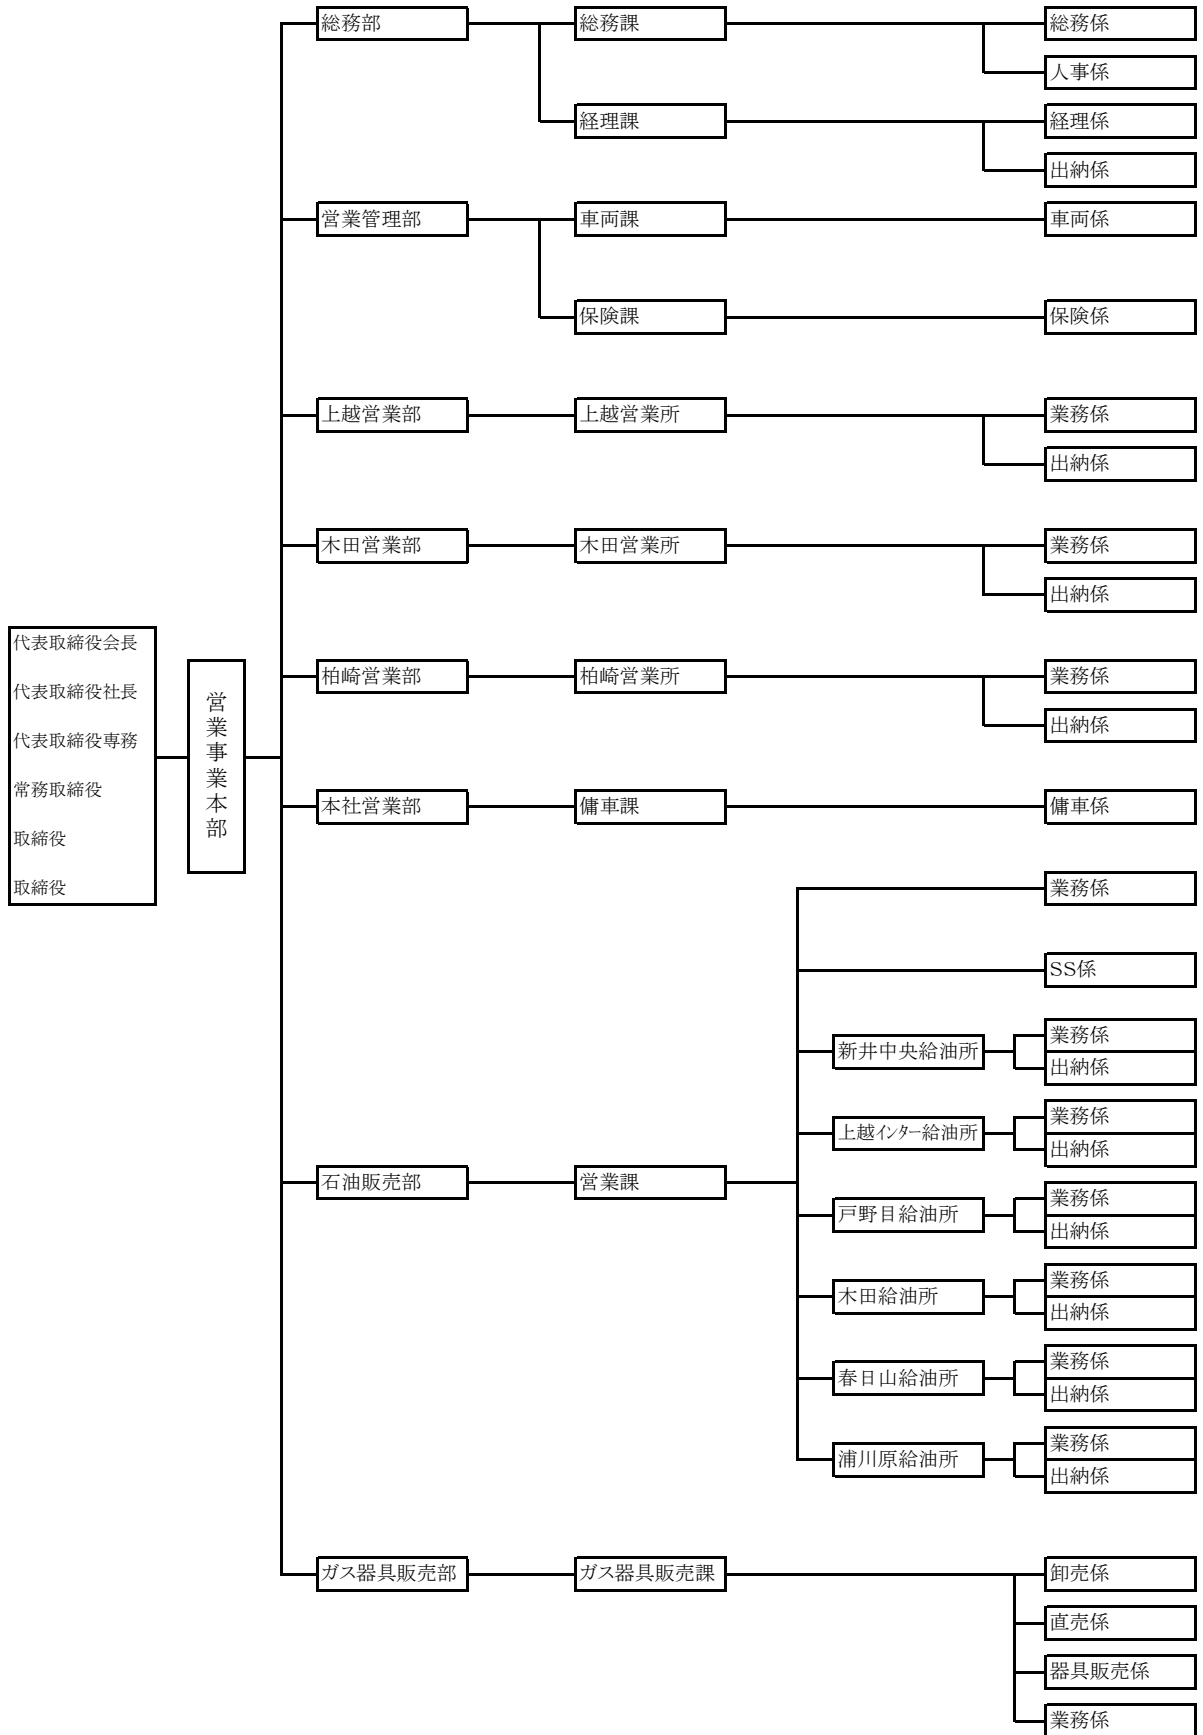 総務部
総務課
総務係
人事係
経理課
経理係
出納係
営業管理部
車両課
車両係
保険課
保険係
上越営業部
上越営業所
業務係
出納係
木田営業部
木田営業所
業務係
出納係
代表取締役会長
代表取締役社長
代表取締役専務
常務取締役
取締役
取締役
営業事業本部
柏崎営業部
柏崎営業所
業務係
出納係
本社営業部
傭車課
傭車係
石油販売部
営業課
業務係
SS係
新井中央給油所
業務係
出納係
上越インター給油所
業務係
出納係
戸野目給油所
業務係
出納係
木田給油所
業務係
出納係
春日山給油所
業務係
出納係
浦川原給油所
業務係
出納係
ガス器具販売部
ガス器具販売課
卸売係
直売係
器具販売係
業務係